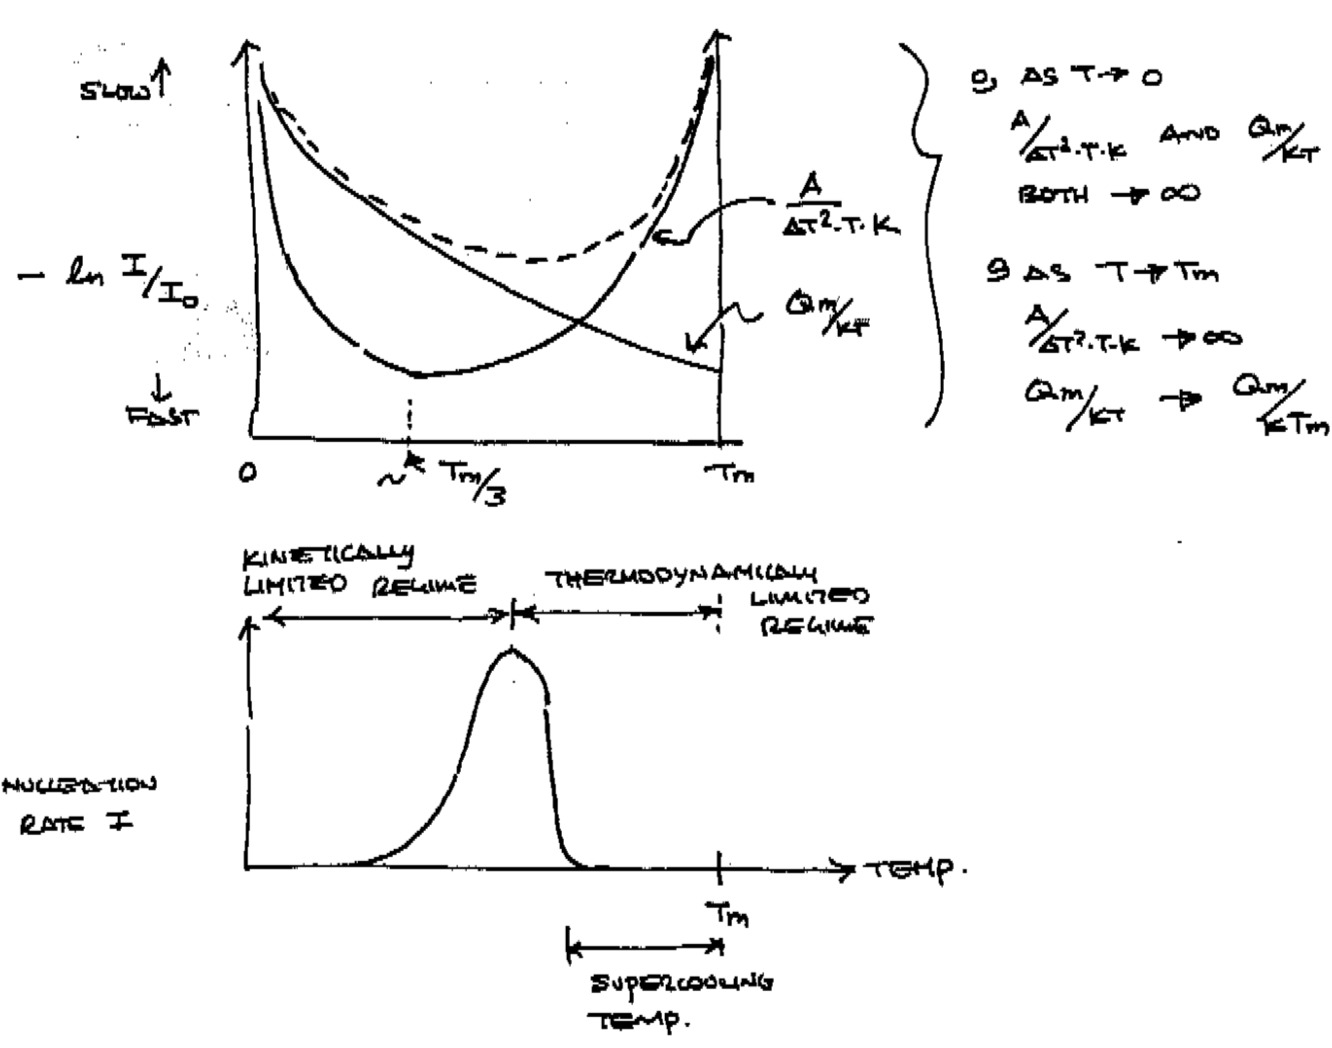 SLOW ↑
- ln I/I₀
↓
FAST
A
ΔT².T.K
Qm/KT
0
~ Tm/3
Tm
g AS T→0
A/ΔT².T.K AND Qm/KT
BOTH → ∞
g AS T→Tm
A/ΔT².T.K → ∞
Qm/KT → Qm/KTm
KINETICALLY
LIMITED REGIME
THERMODYNAMICALLY
LIMITED
REGIME
NUCLEATION
RATE I
TEMP.
Tm
SUPERCOOLING
TEMP.